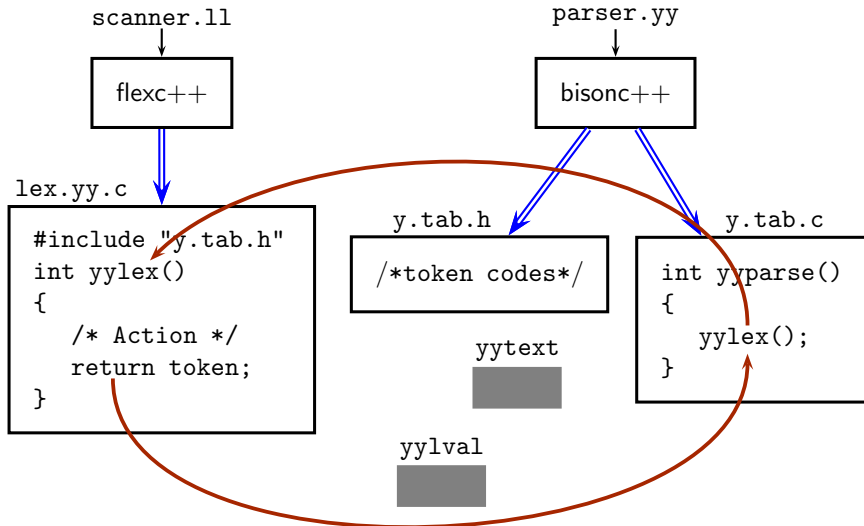 scanner.ll
parser.yy
flexc++
bisonc++
lex.yy.c
#include "y.tab.h"
int yylex()
{
/* Action */
return token;
}
y.tab.h
/*token codes*/
y.tab.c
int yyparse()
{
yylex();
}
yytext
yylval